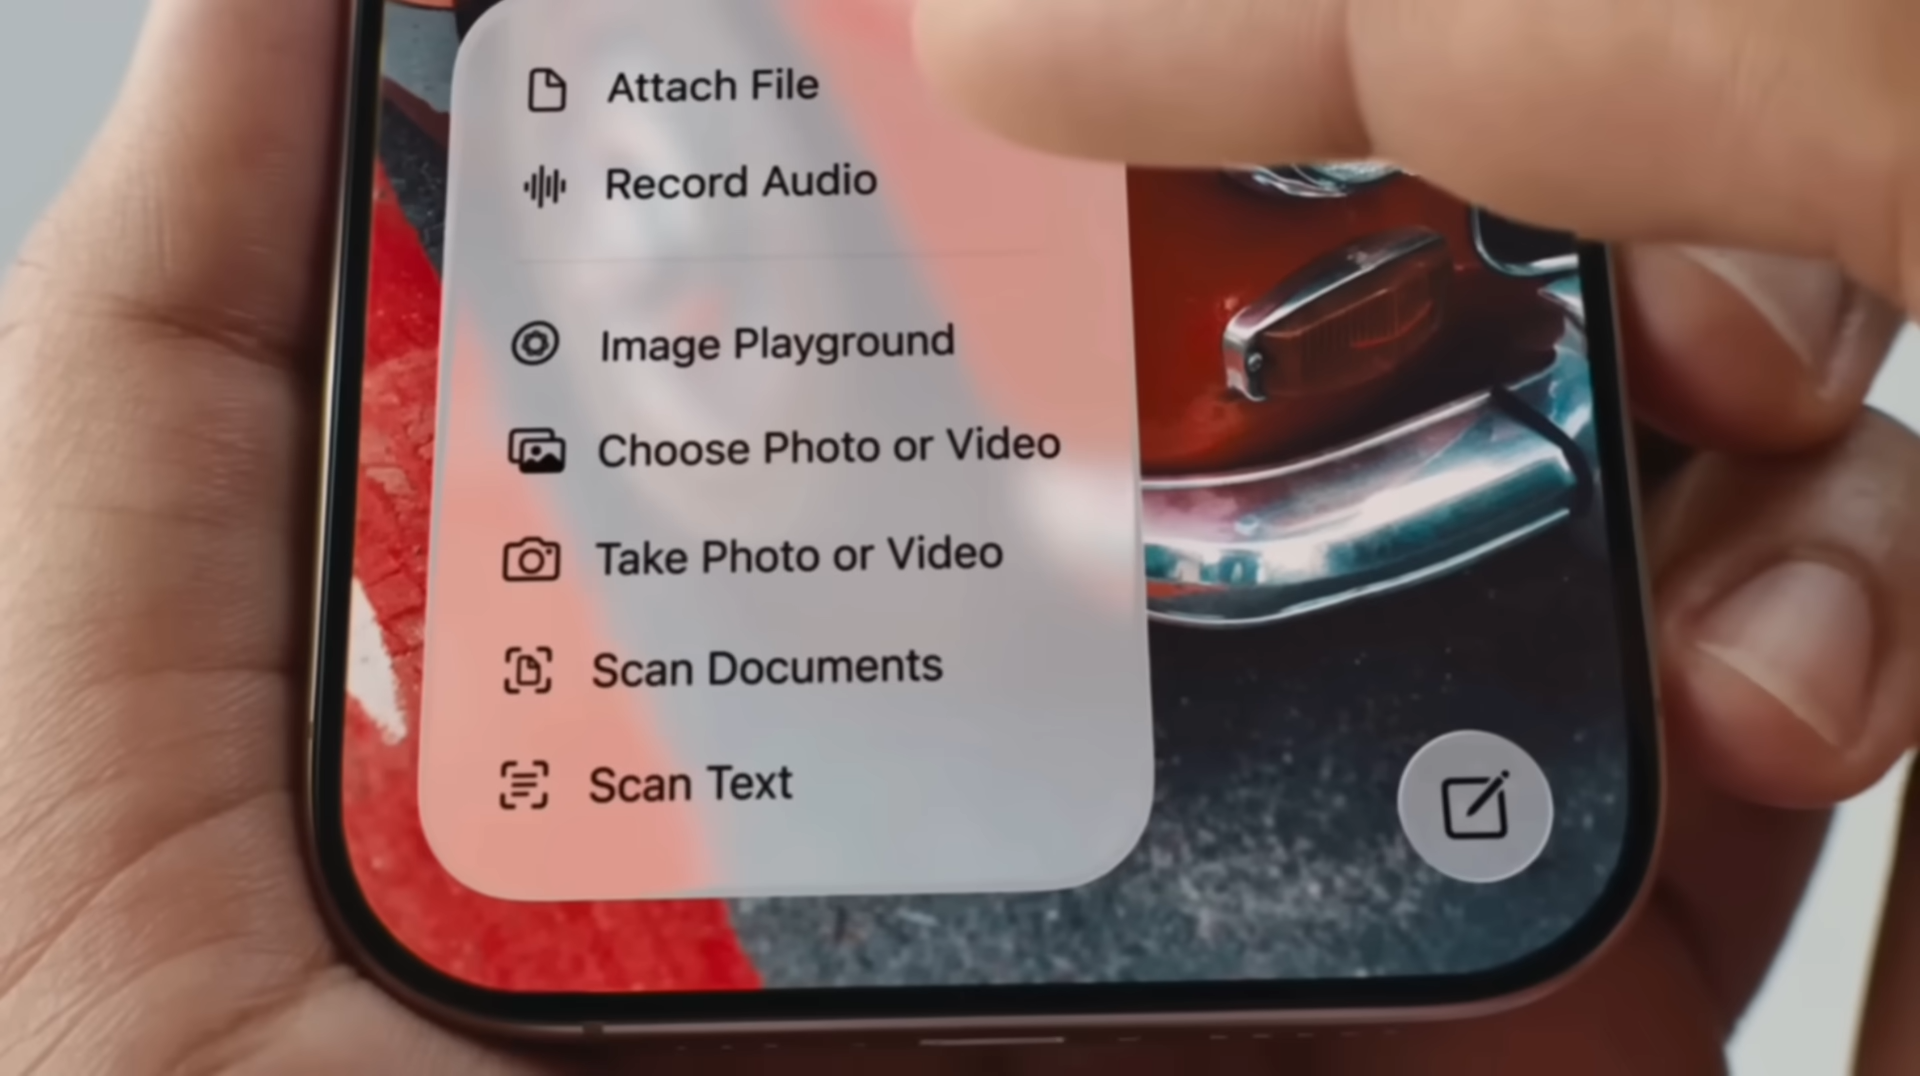 Attach File
Record Audio
Image Playground
Choose Photo or Video
Take Photo or Video
Scan Documents
Scan Text